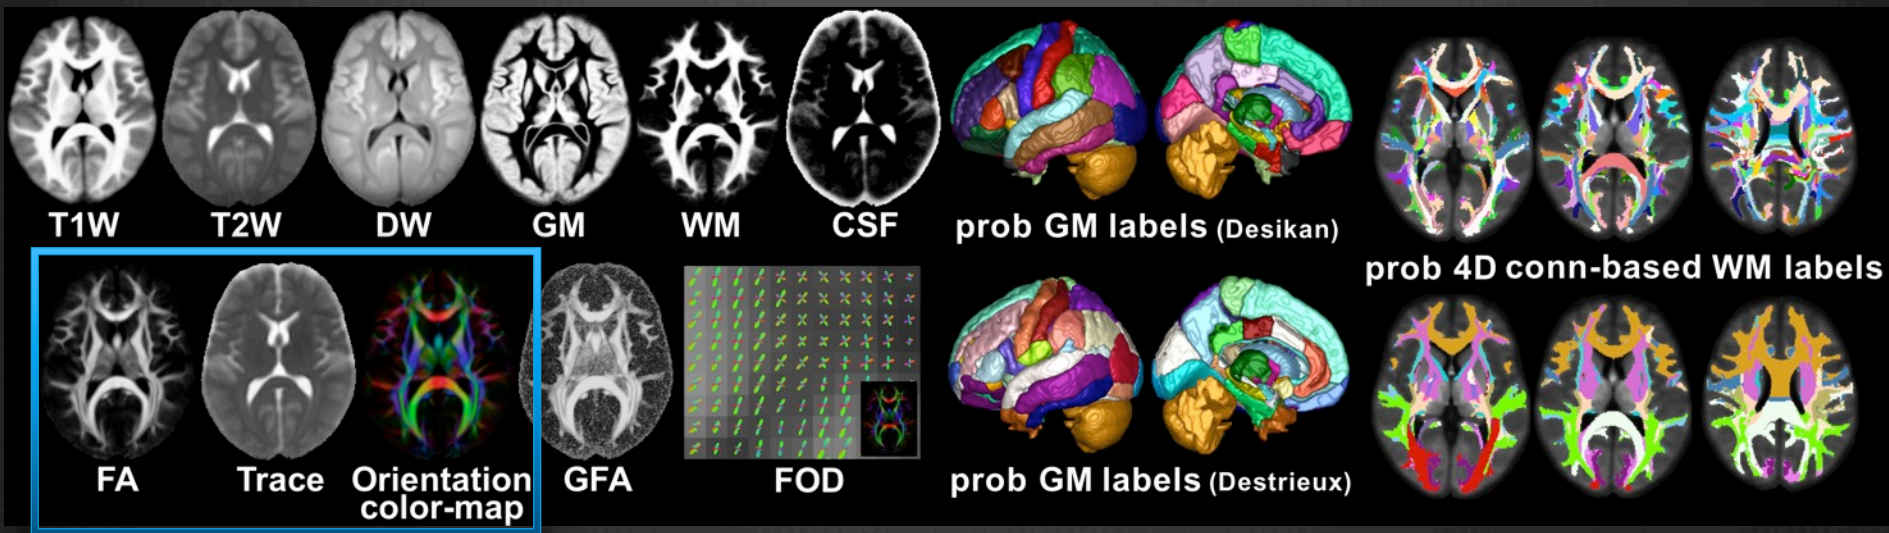 T1W
T2W
DW
GM
WM
CSF
prob GM labels (Desikan)
prob 4D conn-based WM labels
FA
Trace
Orientation
color-map
GFA
FOD
prob GM labels (Destrieux)